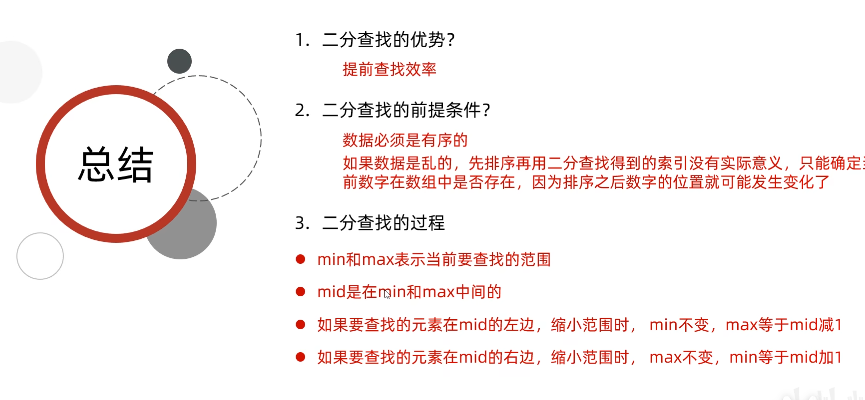 总结
1. 二分查找的优势？
提前查找效率
2. 二分查找的前提条件？
数据必须是有序的
如果数据是乱的，先排序再用二分查找得到的索引没有实际意义，只能确定当
前数字在数组中是否存在，因为排序之后数字的位置就可能发生变化了
3. 二分查找的过程
● min和max表示当前要查找的范围
● mid是在min和max中间的
● 如果要查找的元素在mid的左边，缩小范围时， min不变，max等于mid减1
● 如果要查找的元素在mid的右边，缩小范围时， max不变，min等于mid加1